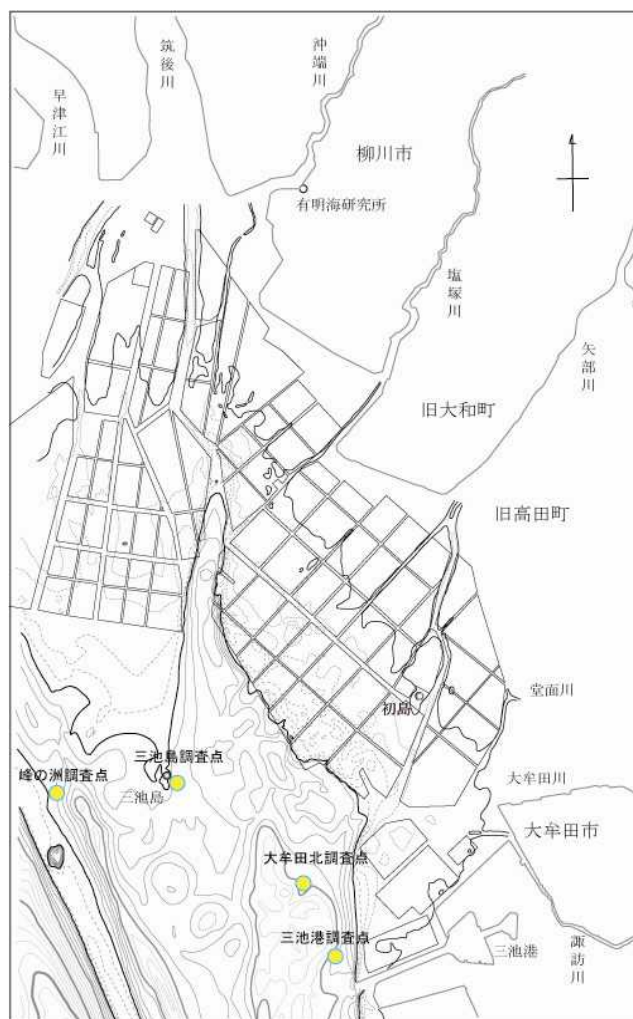 筑後川
沖端川
早津江川
柳川市
有明海研究所
塩塚川
矢部川
旧大和町
旧高田町
堂面川
初島
三池島調査点
峰の洲調査点
三池島
大牟田川
大牟田市
大牟田北調査点
三池港調査点
三池港
諏訪川